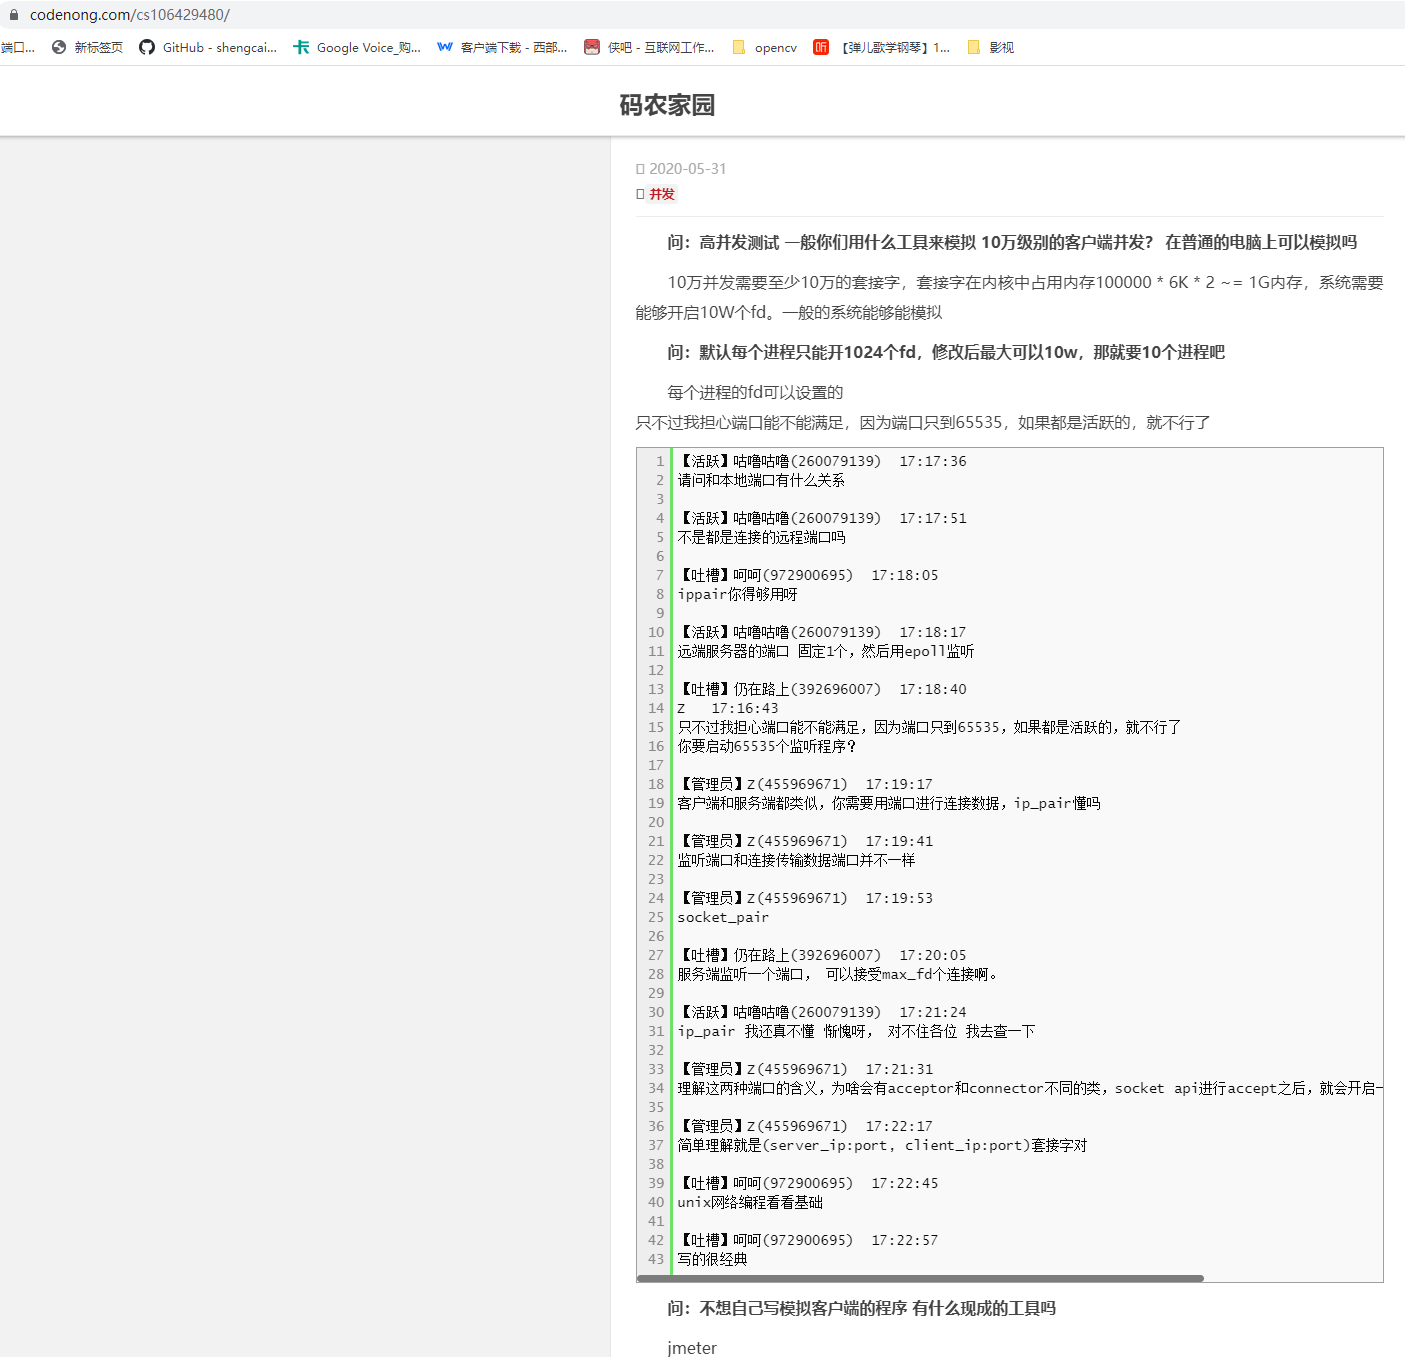 codenong.com/cs106429480/
端口... 新标签页 GitHub - shengcai... Google Voice_购... 客户端下载 - 西部... 侠吧 - 互联网工作... opencv 听 【弹儿歌学钢琴】1... 影视
码农家园
2020-05-31
并发
问：高并发测试 一般你们用什么工具来模拟 10万级别的客户端并发？ 在普通的电脑上可以模拟吗
10万并发需要至少10万的套接字，套接字在内核中占用内存100000 * 6K * 2 ~= 1G内存，系统需要
能够开启10W个fd。一般的系统能够能模拟
问：默认每个进程只能开1024个fd，修改后最大可以10w，那就要10个进程吧
每个进程的fd可以设置的
只不过我担心端口能不能满足，因为端口只到65535，如果都是活跃的，就不行了
1 【活跃】咕噜咕噜(260079139) 17:17:36
2 请问和本地端口有什么关系
3
4 【活跃】咕噜咕噜(260079139) 17:17:51
5 不是都是连接的远程端口吗
6
7 【吐槽】呵呵(972900695) 17:18:05
8 ippair你得够用呀
9
10 【活跃】咕噜咕噜(260079139) 17:18:17
11 远端服务器的端口 固定1个，然后用epoll监听
12
13 【吐槽】仍在路上(392696007) 17:18:40
14 Z 17:16:43
15 只不过我担心端口能不能满足，因为端口只到65535，如果都是活跃的，就不行了
16 你要启动65535个监听程序？
17
18 【管理员】Z(455969671) 17:19:17
19 客户端和服务端都类似，你需要用端口进行连接数据，ip_pair懂吗
20
21 【管理员】Z(455969671) 17:19:41
22 监听端口和连接传输数据端口并不一样
23
24 【管理员】Z(455969671) 17:19:53
25 socket_pair
26
27 【吐槽】仍在路上(392696007) 17:20:05
28 服务端监听一个端口， 可以接受max_fd个连接啊。
29
30 【活跃】咕噜咕噜(260079139) 17:21:24
31 ip_pair 我还真不懂 惭愧呀， 对不住各位 我去查一下
32
33 【管理员】Z(455969671) 17:21:31
34 理解这两种端口的含义，为啥会有acceptor和connector不同的类，socket api进行accept之后，就会开启一
35
36 【管理员】Z(455969671) 17:22:17
37 简单理解就是(server_ip:port, client_ip:port)套接字对
38
39 【吐槽】呵呵(972900695) 17:22:45
40 unix网络编程看看基础
41
42 【吐槽】呵呵(972900695) 17:22:57
43 写的很经典
问：不想自己写模拟客户端的程序 有什么现成的工具吗
jmeter